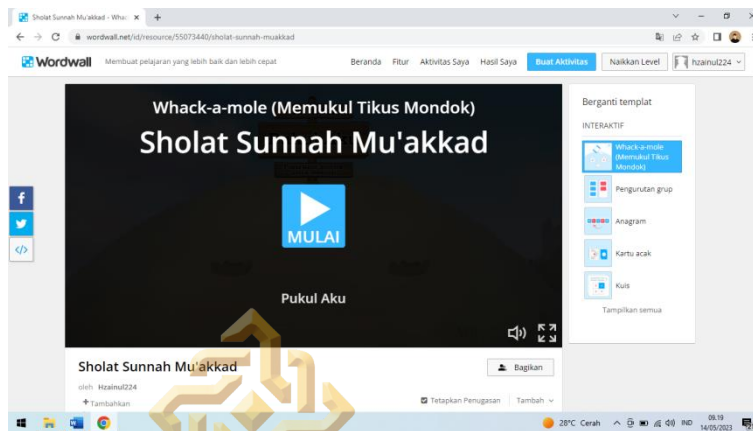 Sholat Sunnah Mu'akkad - Whac
wordwall.net/id/resource/55073440/sholat-sunnah-muakkad
Wordwall Membuat pelajaran yang lebih baik dan lebih cepat Beranda Fitur Aktivitas Saya Hasil Saya Buat Aktivitas Naikkan Level hzainul224
Whack-a-mole (Memukul Tikus Mondok)
Sholat Sunnah Mu'akkad
MULAI
Pukul Aku
Berganti templat
INTERAKTIF
Whack-a-mole
(Memukul Tikus
Mondok)
Pengurutan grup
Anagram
Kartu acak
Kuis
Tampilkan semua
Sholat Sunnah Mu'akkad
Bagikan
oleh Hzainul224
Tambahkan
Tetapkan Penugasan Tambah
28°C Cerah IND 09.19
14/05/2023